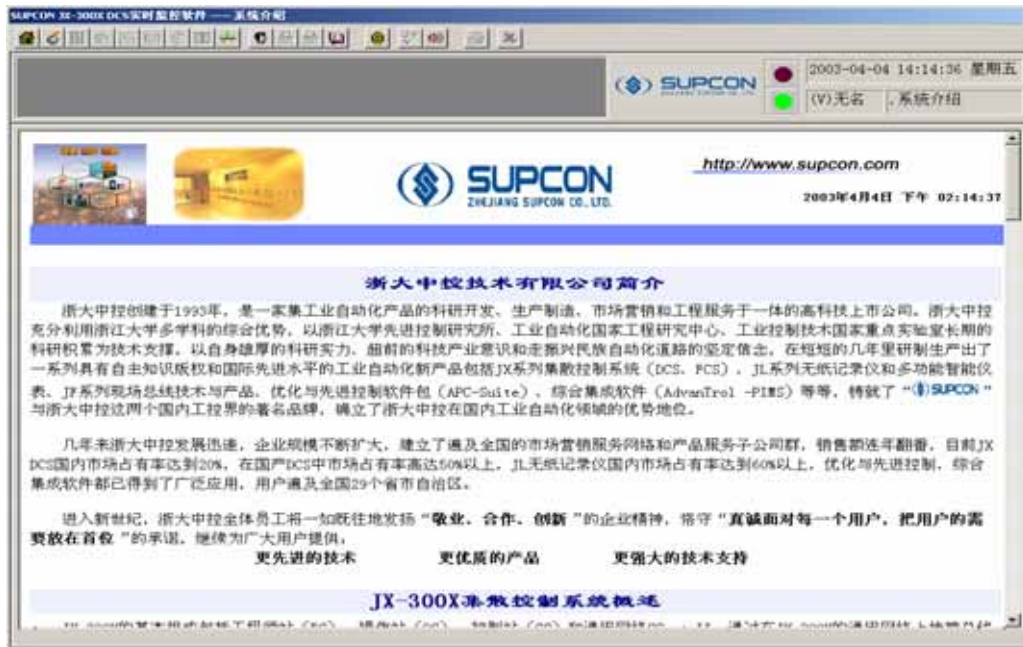 SUPCON JX-300X DCS实时监控软件 —— 系统介绍
SUPCON
2003-04-04 14:14:36 星期五
(V)无名 系统介绍
SUPCON
ZHEJIANG SUPCON CO., LTD.
http://www.supcon.com
2003年4月4日 下午 02:14:37
浙大中控技术有限公司简介
浙大中控创建于1993年，是一家集工业自动化产品的科研开发、生产制造、市场营销和工程服务于一体的高科技上市公司。浙大中控
充分利用浙江大学多学科的综合优势，以浙江大学先进控制研究所、工业自动化国家工程研究中心、工业控制技术国家重点实验室长期的
科研积累为技术支撑，以自身雄厚的科研实力、超前的科技产业意识和走振兴民族自动化道路的坚定信念，在短短的几年里研制生产出了
一系列具有自主知识版权和国际先进水平的工业自动化新产品包括JX系列集散控制系统（DCS、FCS）、JL系列无纸记录仪和多功能智能仪
表、JF系列现场总线技术与产品、优化与先进控制软件包（APC-Suite）、综合集成软件（AdvanTrol -PIMS）等等，铸就了 “SUPCON ”
与浙大中控这两个国内工控界的著名品牌，确立了浙大中控在国内工业自动化领域的优势地位。
几年来浙大中控发展迅速，企业规模不断扩大，建立了遍及全国的市场营销服务网络和产品服务子公司群，销售额连年翻番，目前JX
DCS国内市场占有率达到20%，在国产DCS中市场占有率高达50%以上，JL无纸记录仪国内市场占有率达到60%以上，优化与先进控制、综合
集成软件都已得到了广泛应用，用户遍及全国29个省市自治区。
进入新世纪，浙大中控全体员工将一如既往地发扬 “敬业、合作、创新 ”的企业精神，恪守 “直诚面对每一个用户，把用户的需
要放在首位 ”的承诺，继续为广大用户提供：
更先进的技术 更优质的产品 更强大的技术支持
JX-300X集散控制系统概述